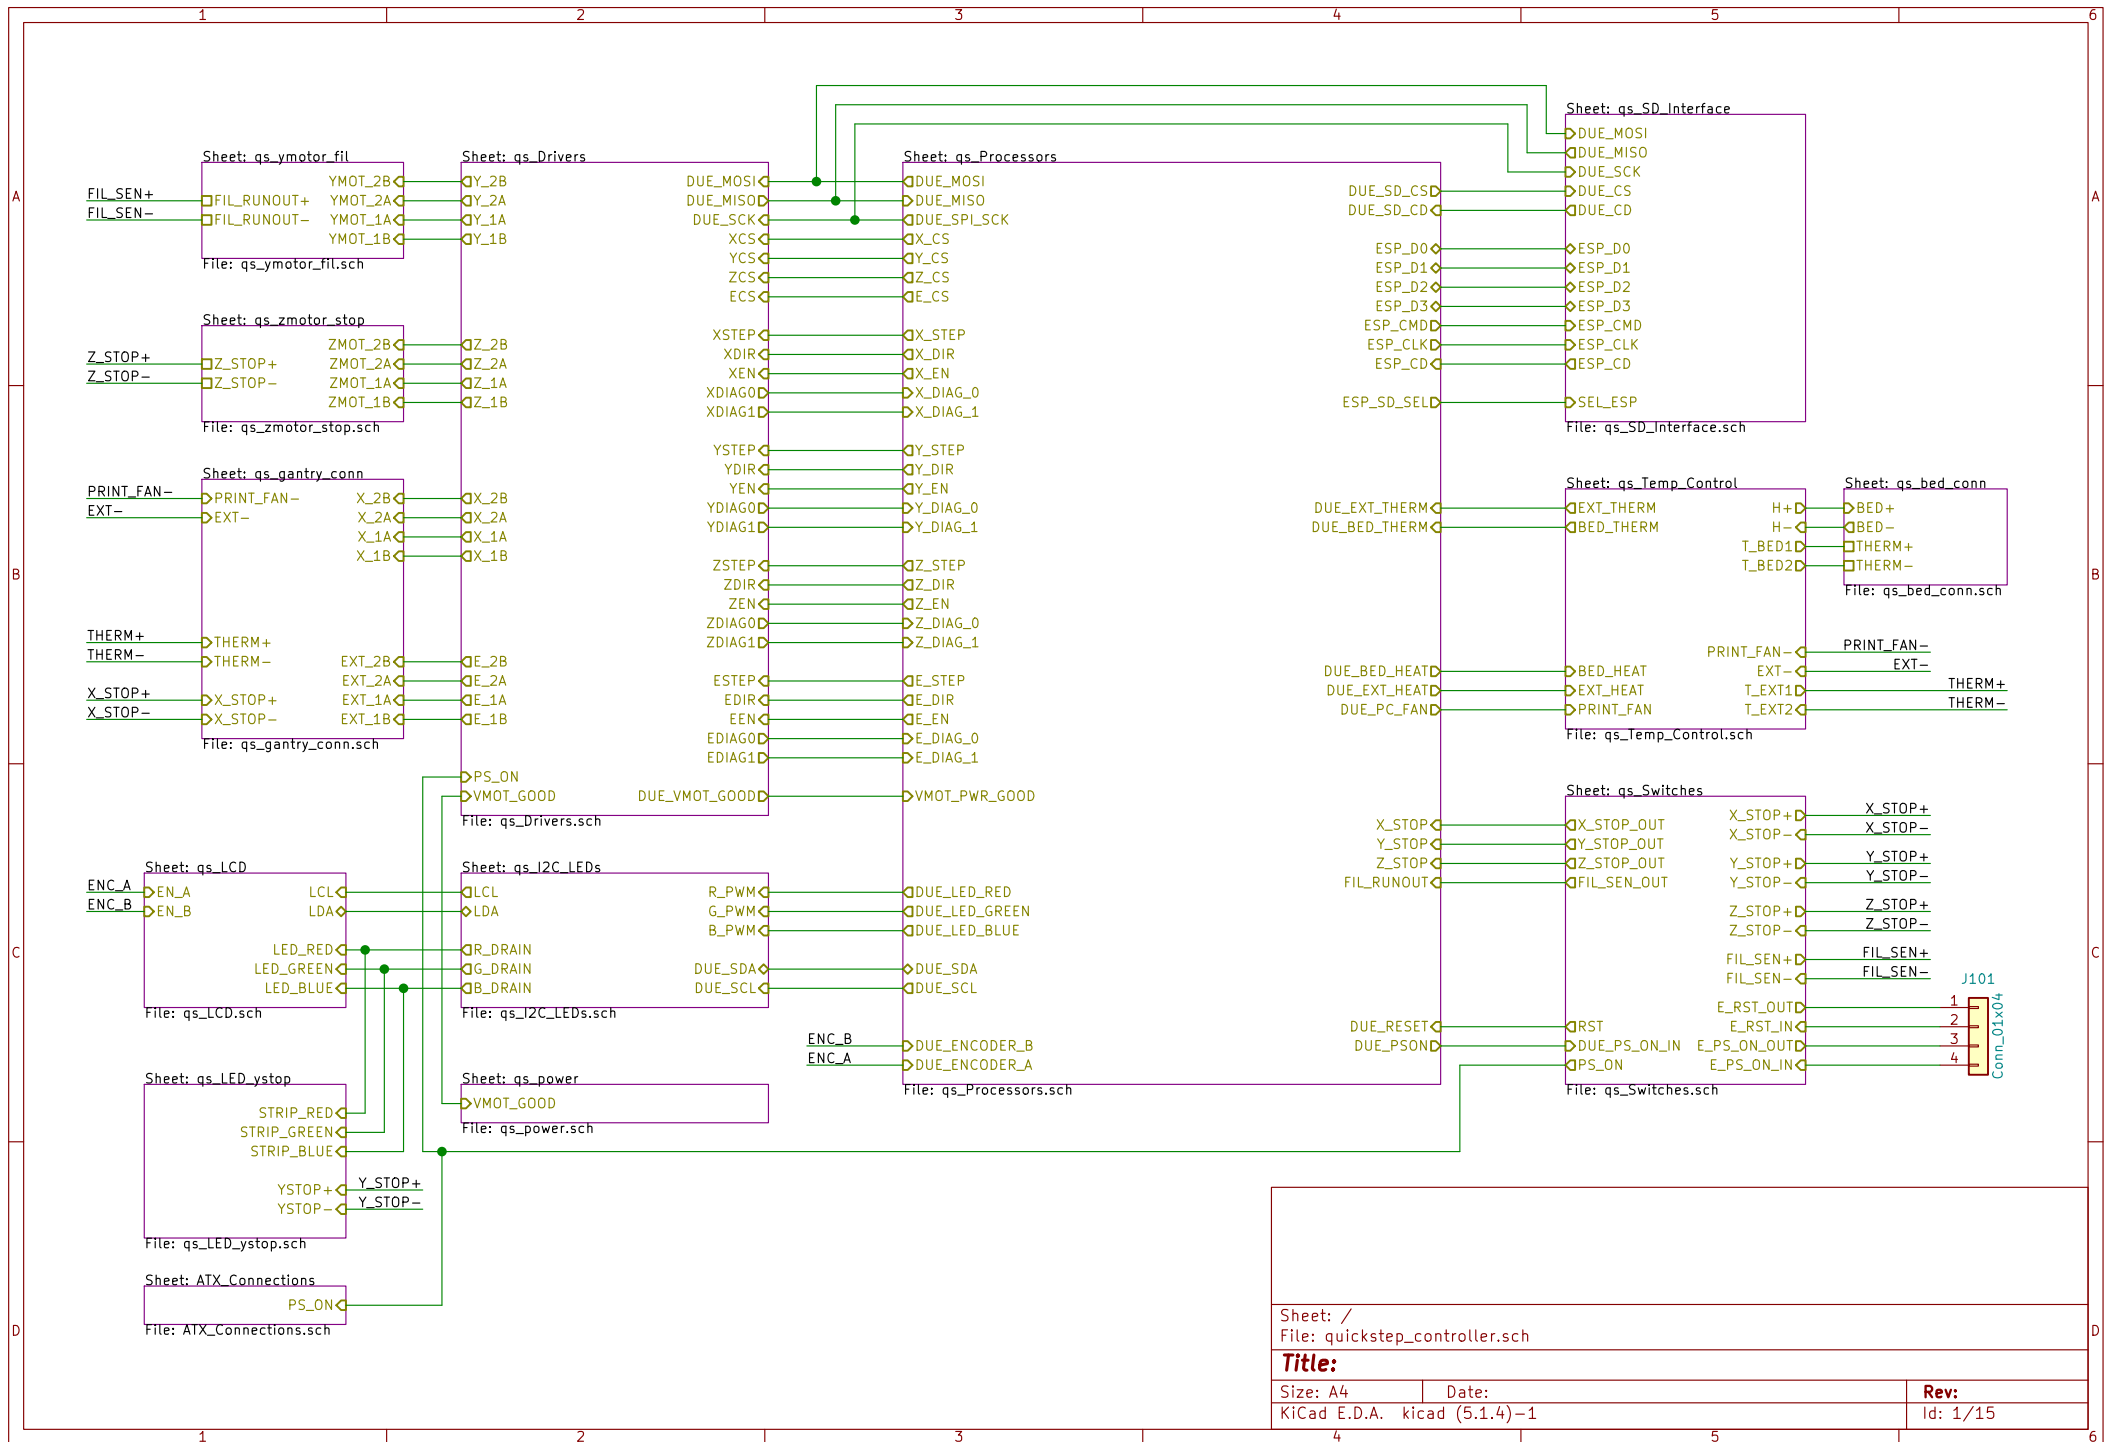 1 2 3 4 5 6
A
B
C
D
A
B
C
D
Sheet: qs_ymotor_fil
FIL_SEN+
FIL_SEN-
FIL_RUNOUT+
FIL_RUNOUT-
YMOT_2B
YMOT_2A
YMOT_1A
YMOT_1B
File: qs_ymotor_fil.sch
Sheet: qs_zmotor_stop
Z_STOP+
Z_STOP-
Z_STOP+
Z_STOP-
ZMOT_2B
ZMOT_2A
ZMOT_1A
ZMOT_1B
File: qs_zmotor_stop.sch
Sheet: qs_gantry_conn
PRINT_FAN-
EXT-
THERM+
THERM-
X_STOP+
X_STOP-
PRINT_FAN-
EXT-
THERM+
THERM-
X_STOP+
X_STOP-
X_2B
X_2A
X_1A
X_1B
EXT_2B
EXT_2A
EXT_1A
EXT_1B
File: qs_gantry_conn.sch
Sheet: qs_Drivers
Y_2B
Y_2A
Y_1A
Y_1B
Z_2B
Z_2A
Z_1A
Z_1B
X_2B
X_2A
X_1A
X_1B
E_2B
E_2A
E_1A
E_1B
PS_ON
VMOT_GOOD
DUE_MOSI
DUE_MISO
DUE_SCK
XCS
YCS
ZCS
ECS
XSTEP
XDIR
XEN
XDIAG0
XDIAG1
YSTEP
YDIR
YEN
YDIAG0
YDIAG1
ZSTEP
ZDIR
ZEN
ZDIAG0
ZDIAG1
ESTEP
EDIR
EEN
EDIAG0
EDIAG1
DUE_VMOT_GOOD
File: qs_Drivers.sch
Sheet: qs_Processors
DUE_MOSI
DUE_MISO
DUE_SPI_SCK
X_CS
Y_CS
Z_CS
E_CS
X_STEP
X_DIR
X_EN
X_DIAG_0
X_DIAG_1
Y_STEP
Y_DIR
Y_EN
Y_DIAG_0
Y_DIAG_1
Z_STEP
Z_DIR
Z_EN
Z_DIAG_0
Z_DIAG_1
E_STEP
E_DIR
E_EN
E_DIAG_0
E_DIAG_1
VMOT_PWR_GOOD
DUE_LED_RED
DUE_LED_GREEN
DUE_LED_BLUE
DUE_SDA
DUE_SCL
ENC_B
ENC_A
DUE_ENCODER_B
DUE_ENCODER_A
DUE_SD_CS
DUE_SD_CD
ESP_D0
ESP_D1
ESP_D2
ESP_D3
ESP_CMD
ESP_CLK
ESP_CD
ESP_SD_SEL
DUE_EXT_THERM
DUE_BED_THERM
DUE_BED_HEAT
DUE_EXT_HEAT
DUE_PC_FAN
X_STOP
Y_STOP
Z_STOP
FIL_RUNOUT
DUE_RESET
DUE_PSON
File: qs_Processors.sch
Sheet: qs_SD_Interface
DUE_MOSI
DUE_MISO
DUE_SCK
DUE_CS
DUE_CD
ESP_D0
ESP_D1
ESP_D2
ESP_D3
ESP_CMD
ESP_CLK
ESP_CD
SEL_ESP
File: qs_SD_Interface.sch
Sheet: qs_Temp_Control
EXT_THERM
BED_THERM
BED_HEAT
EXT_HEAT
PRINT_FAN
H+
H-
T_BED1
T_BED2
PRINT_FAN-
EXT-
T_EXT1
T_EXT2
PRINT_FAN-
EXT-
THERM+
THERM-
File: qs_Temp_Control.sch
Sheet: qs_bed_conn
BED+
BED-
THERM+
THERM-
File: qs_bed_conn.sch
Sheet: qs_Switches
X_STOP_OUT
Y_STOP_OUT
Z_STOP_OUT
FIL_SEN_OUT
RST
DUE_PS_ON_IN
PS_ON
X_STOP+
X_STOP-
Y_STOP+
Y_STOP-
Z_STOP+
Z_STOP-
FIL_SEN+
FIL_SEN-
E_RST_OUT
E_RST_IN
E_PS_ON_OUT
E_PS_ON_IN
X_STOP+
X_STOP-
Y_STOP+
Y_STOP-
Z_STOP+
Z_STOP-
FIL_SEN+
FIL_SEN-
File: qs_Switches.sch
J101
1
2
3
4
Conn_01x04
Sheet: qs_LCD
ENC_A
ENC_B
EN_A
EN_B
LCL
LDA
LED_RED
LED_GREEN
LED_BLUE
File: qs_LCD.sch
Sheet: qs_I2C_LEDs
LCL
LDA
R_DRAIN
G_DRAIN
B_DRAIN
R_PWM
G_PWM
B_PWM
DUE_SDA
DUE_SCL
File: qs_I2C_LEDs.sch
Sheet: qs_LED_ystop
STRIP_RED
STRIP_GREEN
STRIP_BLUE
YSTOP+
YSTOP-
Y_STOP+
Y_STOP-
File: qs_LED_ystop.sch
Sheet: qs_power
VMOT_GOOD
File: qs_power.sch
Sheet: ATX_Connections
PS_ON
File: ATX_Connections.sch
Sheet: /
File: quickstep_controller.sch
Title:
Size: A4 Date: Rev:
KiCad E.D.A. kicad (5.1.4)-1 Id: 1/15
1 2 3 4 5 6